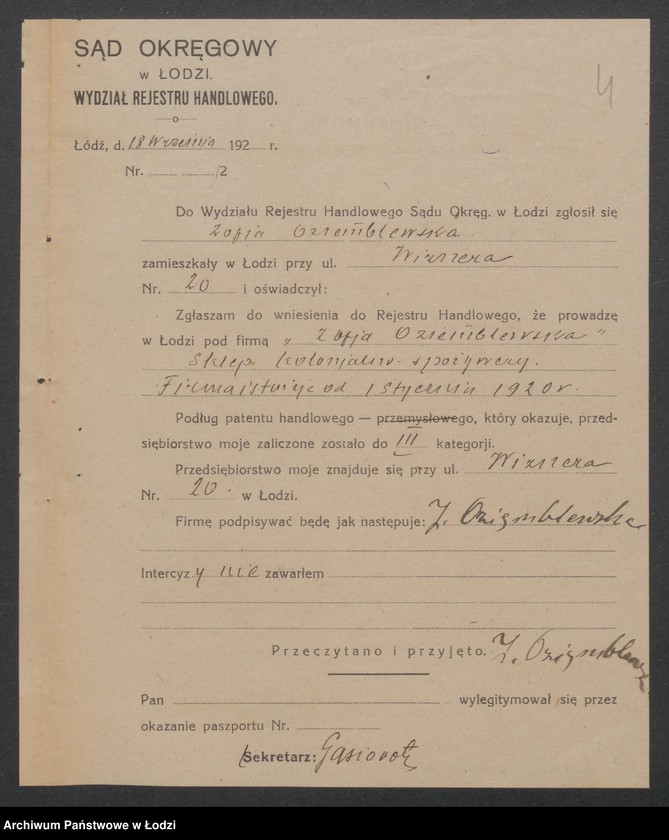 SĄD OKRĘGOWY
w ŁODZI.
WYDZIAŁ REJESTRU HANDLOWEGO.
4
Łódź, d. 18 Września 192 r.
Nr. /2
Do Wydziału Rejestru Handlowego Sądu Okręg. w Łodzi zgłosił się
Zofja Oziemblewska
zamieszkały w Łodzi przy ul. Wiznera
Nr. 20 i oświadczył:
Zgłaszam do wniesienia do Rejestru Handlowego, że prowadzę
w Łodzi pod firmą „Zofja Oziemblewska"
Sklep kolonjalno-spożywczy.
Firma istnieje od 1 Stycznia 1920 r.
Podług patentu handlowego — przemysłowego, który okazuje, przed-
siębiorstwo moje zaliczone zostało do III kategorji.
Przedsiębiorstwo moje znajduje się przy ul. Wiznera
Nr. 20. w Łodzi.
Firmę podpisywać będę jak następuje: Z. Oziemblewska
Intercyzy nie zawarłem
Przeczytano i przyjęto. Z. Oziemblewska
Pan wylegitymował się przez
okazanie paszportu Nr.
Sekretarz:
Archiwum Państwowe w Łodzi